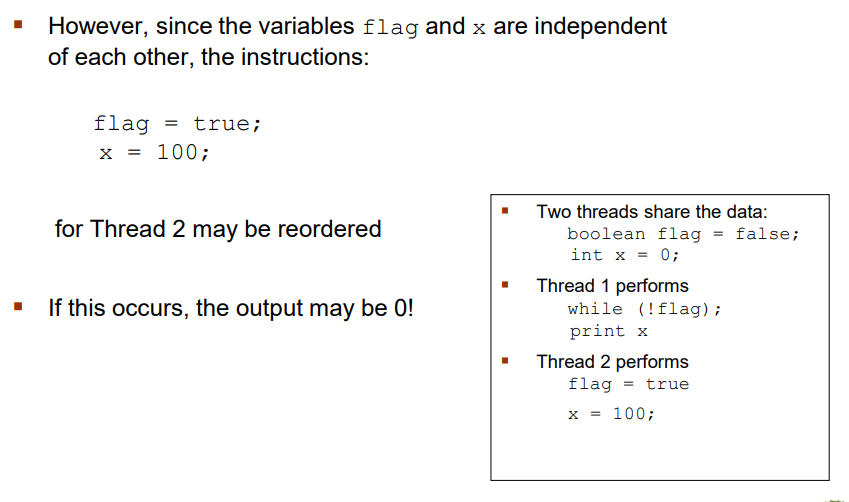 ▪ However, since the variables flag and x are independent
of each other, the instructions:
flag = true;
x = 100;
for Thread 2 may be reordered
▪ If this occurs, the output may be 0!
▪ Two threads share the data:
boolean flag = false;
int x = 0;
▪ Thread 1 performs
while (!flag);
print x
▪ Thread 2 performs
flag = true
x = 100;